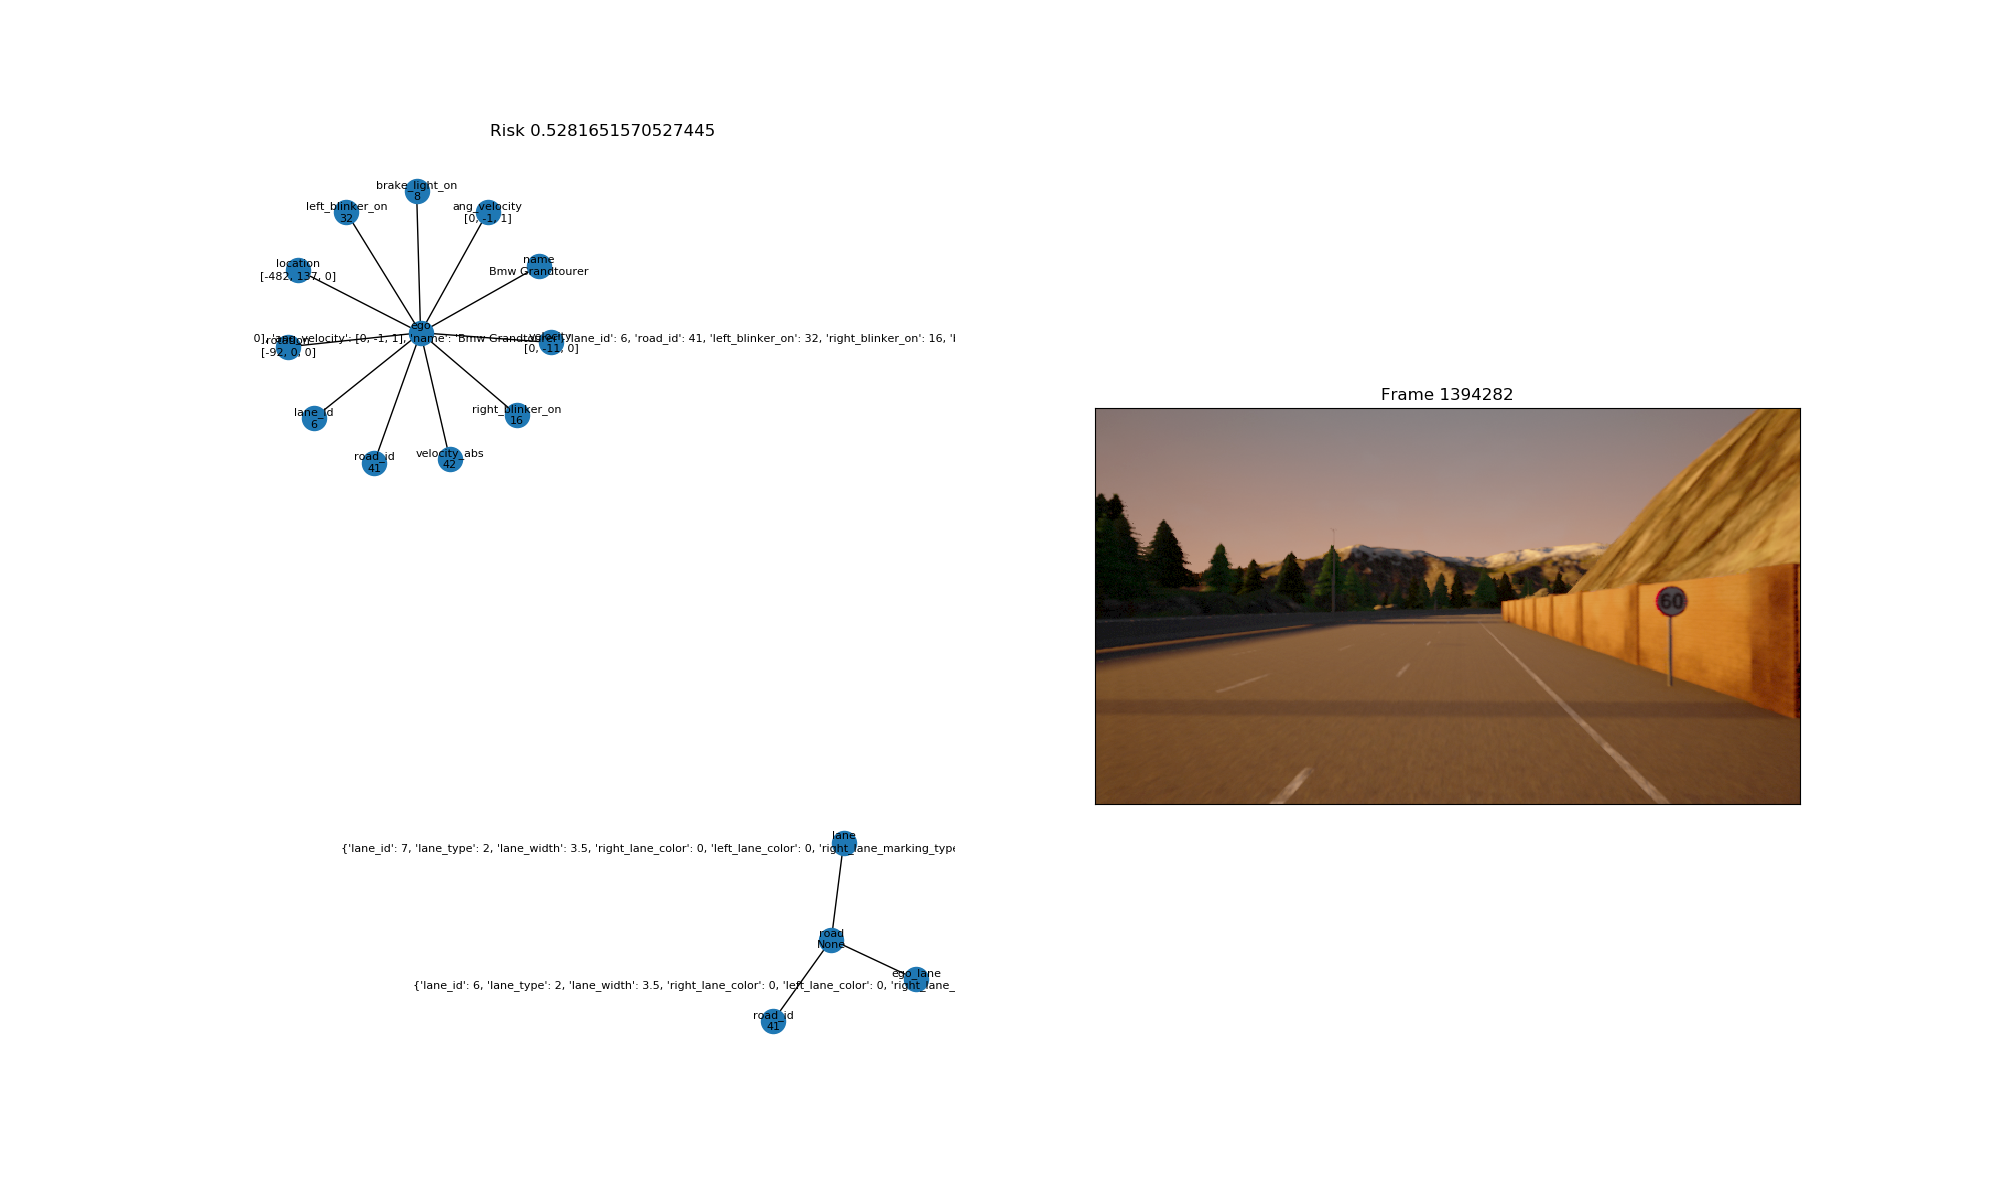 Risk 0.5281651570527445
brake_light_on
8
left_blinker_on
32
ang_velocity
[0, -1, 1]
name
Bmw Grandtourer
location
[-482, 137, 0]
ego
0], 'ang_velocity': [0, -1, 1], 'name': 'Bmw Grandtourer', 'lane_id': 6, 'road_id': 41, 'left_blinker_on': 32, 'right_blinker_on': 16, 'l
velocity
[0, -11, 0]
rotation
[-92, 0, 0]
lane_id
6
right_blinker_on
16
road_id
41
velocity_abs
42
Frame 1394282
60
lane
{'lane_id': 7, 'lane_type': 2, 'lane_width': 3.5, 'right_lane_color': 0, 'left_lane_color': 0, 'right_lane_marking_type
road
None
ego_lane
{'lane_id': 6, 'lane_type': 2, 'lane_width': 3.5, 'right_lane_color': 0, 'left_lane_color': 0, 'right_lane_
road_id
41